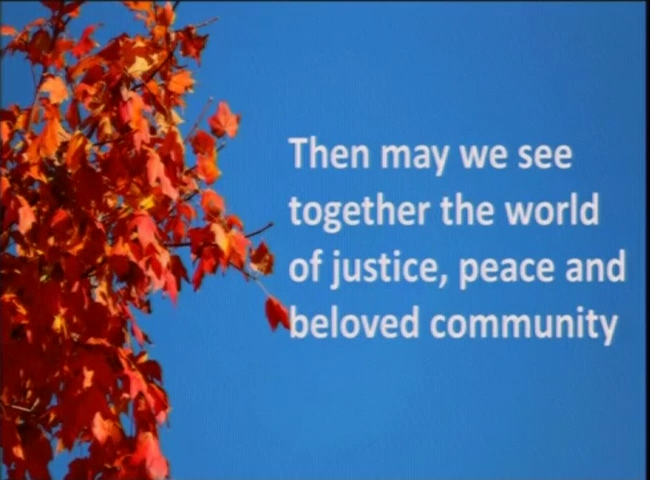 Then may we see
together the world
of justice, peace and
beloved community